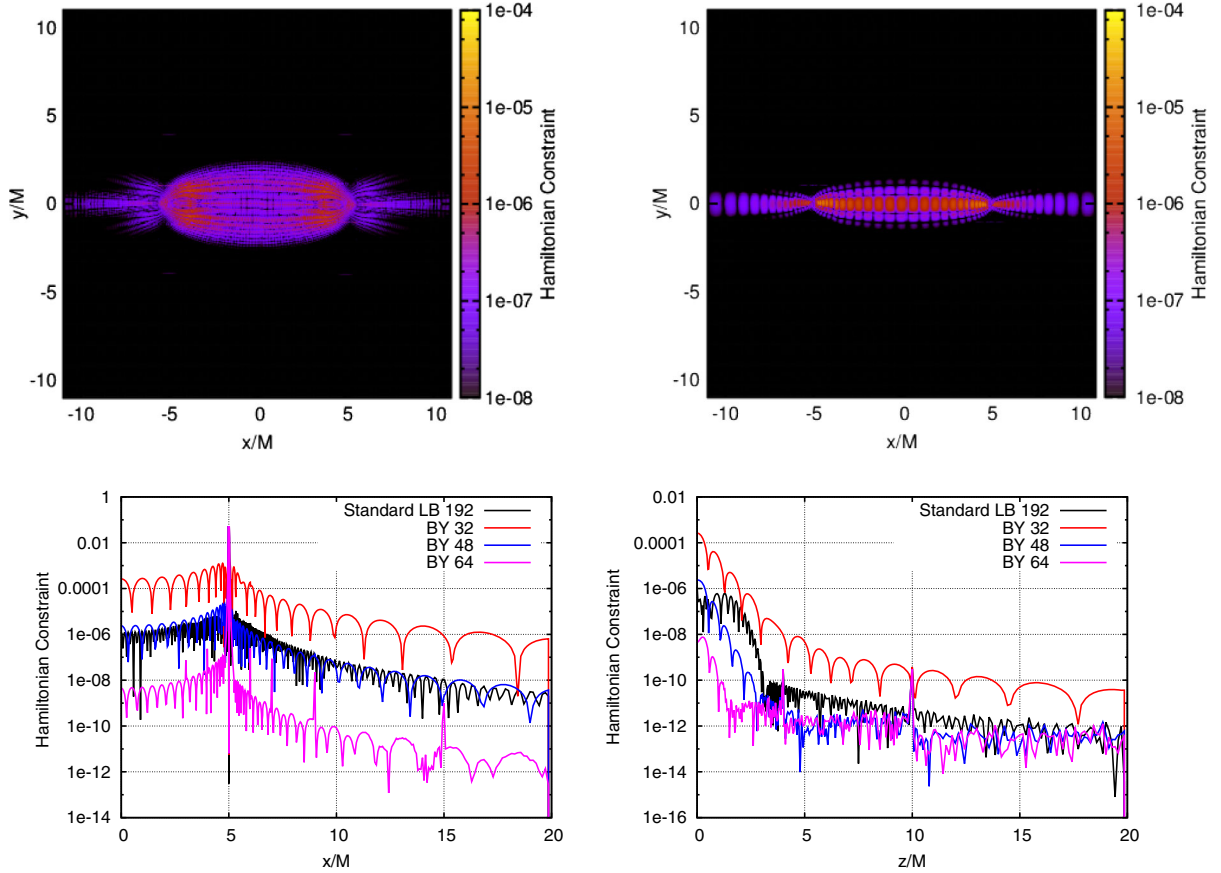 10
5
0
-5
-10
y/M
-10
-5
0
5
10
x/M
1e-04
1e-05
1e-06
1e-07
1e-08
Hamiltonian Constraint
10
5
0
-5
-10
y/M
-10
-5
0
5
10
x/M
1e-04
1e-05
1e-06
1e-07
1e-08
Hamiltonian Constraint
1
0.01
0.0001
1e-06
1e-08
1e-10
1e-12
1e-14
Hamiltonian Constraint
Standard LB 192
BY 32
BY 48
BY 64
0
5
10
15
20
x/M
0.01
0.0001
1e-06
1e-08
1e-10
1e-12
1e-14
1e-16
Hamiltonian Constraint
Standard LB 192
BY 32
BY 48
BY 64
0
5
10
15
20
z/M